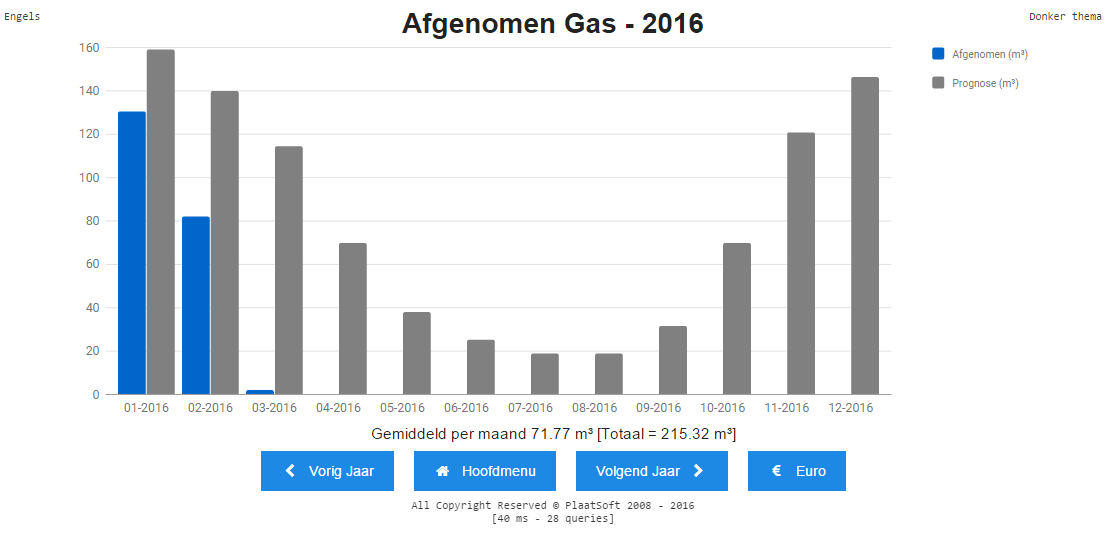 Engels
Afgenomen Gas - 2016
Donker thema
Afgenomen (m³)
Prognose (m³)
160
140
120
100
80
60
40
20
0
01-2016 02-2016 03-2016 04-2016 05-2016 06-2016 07-2016 08-2016 09-2016 10-2016 11-2016 12-2016
Gemiddeld per maand 71.77 m³ [Totaal = 215.32 m³]
Vorig Jaar Hoofdmenu Volgend Jaar € Euro
All Copyright Reserved © PlaatSoft 2008 - 2016
[40 ms - 28 queries]